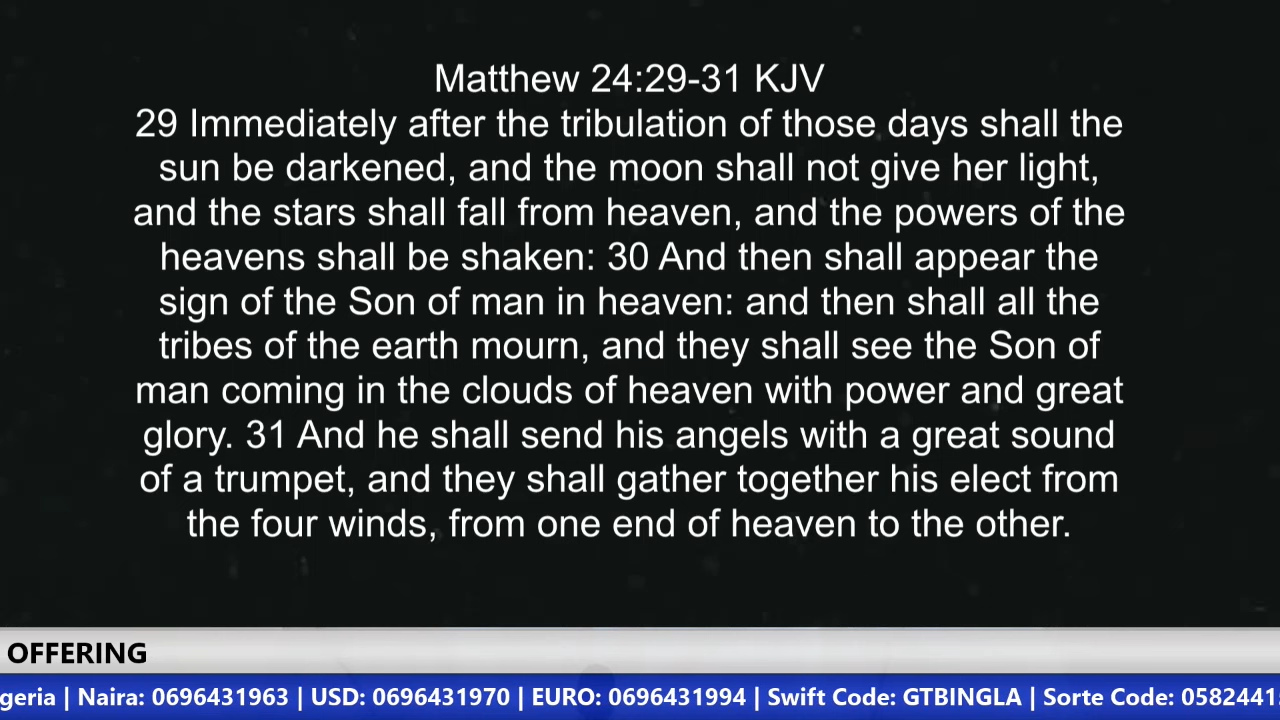 Matthew 24:29-31 KJV
29 Immediately after the tribulation of those days shall the
sun be darkened, and the moon shall not give her light,
and the stars shall fall from heaven, and the powers of the
heavens shall be shaken: 30 And then shall appear the
sign of the Son of man in heaven: and then shall all the
tribes of the earth mourn, and they shall see the Son of
man coming in the clouds of heaven with power and great
glory. 31 And he shall send his angels with a great sound
of a trumpet, and they shall gather together his elect from
the four winds, from one end of heaven to the other.
OFFERING
geria | Naira: 0696431963 | USD: 0696431970 | EURO: 0696431994 | Swift Code: GTBINGLA | Sorte Code: 0582441